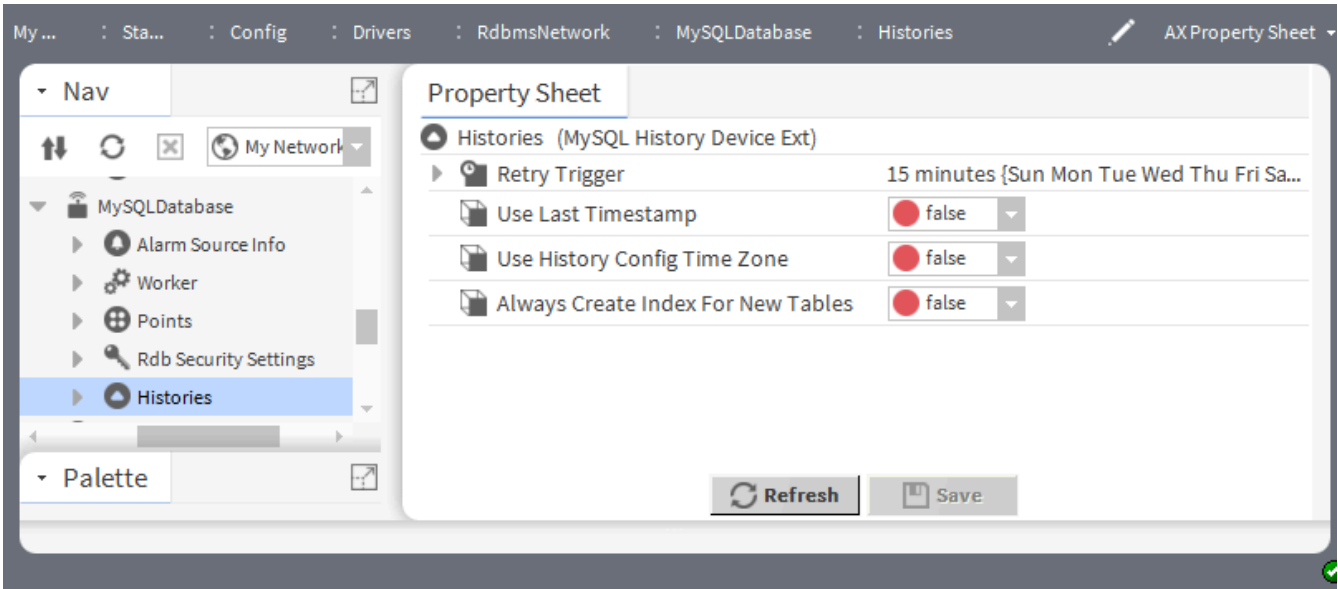 My ... : Sta... : Config : Drivers : RdbmsNetwork : MySQLDatabase : Histories AX Property Sheet
Nav
My Network
MySQLDatabase
Alarm Source Info
Worker
Points
Rdb Security Settings
Histories
Palette
Property Sheet
Histories (MySQL History Device Ext)
Retry Trigger 15 minutes {Sun Mon Tue Wed Thu Fri Sa...
Use Last Timestamp false
Use History Config Time Zone false
Always Create Index For New Tables false
Refresh Save